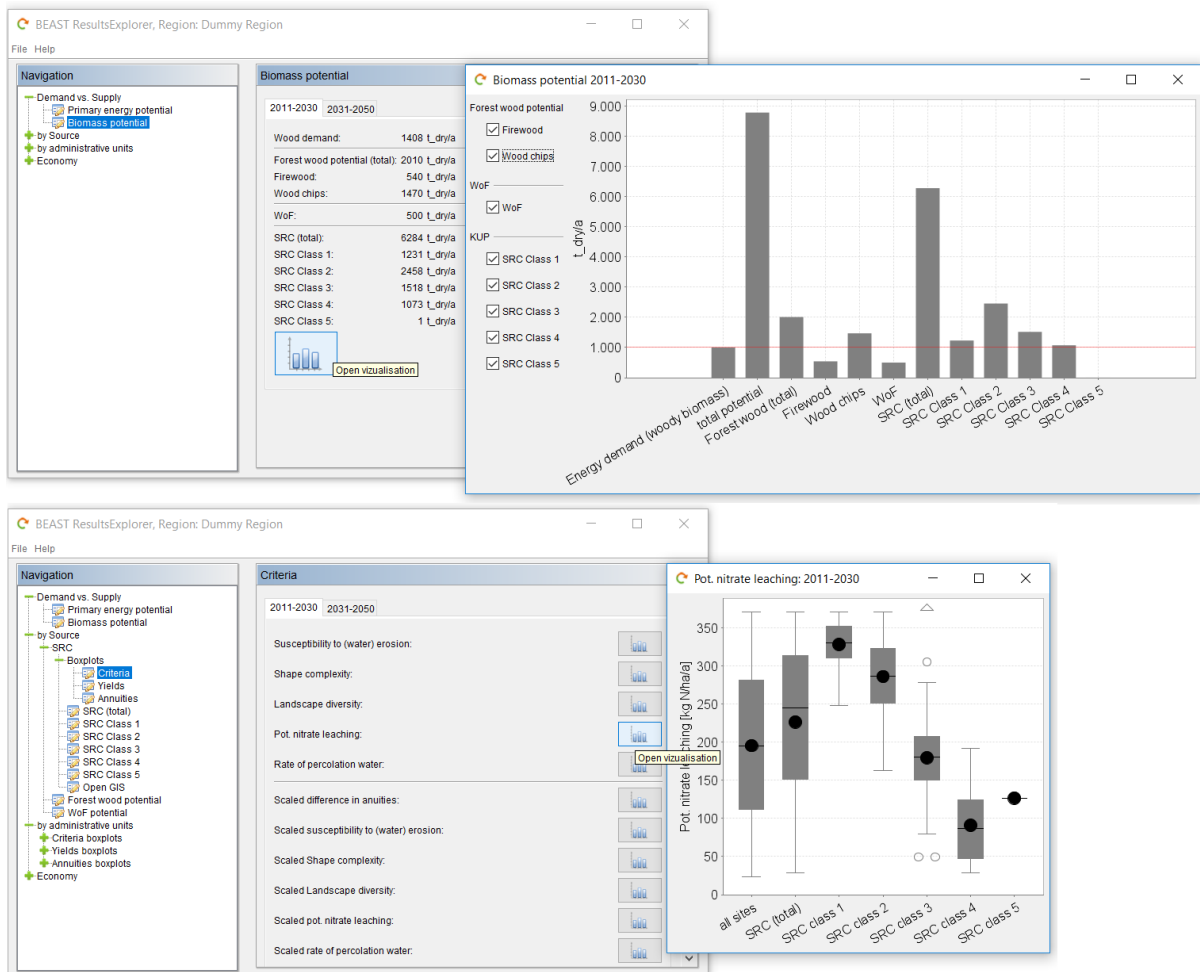 BEAST ResultsExplorer, Region: Dummy Region
File Help
Navigation
Demand vs. Supply
Primary energy potential
Biomass potential
by Source
by administrative units
Economy
Biomass potential
2011-2030 2031-2050
Wood demand: 1408 t_dry/a
Forest wood potential (total): 2010 t_dry/a
Firewood: 540 t_dry/a
Wood chips: 1470 t_dry/a
WoF: 500 t_dry/a
SRC (total): 6284 t_dry/a
SRC Class 1: 1231 t_dry/a
SRC Class 2: 2458 t_dry/a
SRC Class 3: 1518 t_dry/a
SRC Class 4: 1073 t_dry/a
SRC Class 5: 1 t_dry/a
Open vizualisation
Biomass potential 2011-2030
Forest wood potential
Firewood
Wood chips
WoF
WoF
KUP
SRC Class 1
SRC Class 2
SRC Class 3
SRC Class 4
SRC Class 5
t_dry/a
9.000
8.000
7.000
6.000
5.000
4.000
3.000
2.000
1.000
0
Energy demand (woody biomass)
total potential
Forest wood (total)
Firewood
Wood chips
WoF
SRC (total)
SRC Class 1
SRC Class 2
SRC Class 3
SRC Class 4
SRC Class 5
BEAST ResultsExplorer, Region: Dummy Region
File Help
Navigation
Demand vs. Supply
Primary energy potential
Biomass potential
by Source
SRC
Boxplots
Criteria
Yields
Annuities
SRC (total)
SRC Class 1
SRC Class 2
SRC Class 3
SRC Class 4
SRC Class 5
Open GIS
Forest wood potential
WoF potential
by administrative units
Criteria boxplots
Yields boxplots
Annuities boxplots
Economy
Criteria
2011-2030 2031-2050
Susceptibility to (water) erosion:
Shape complexity:
Landscape diversity:
Pot. nitrate leaching:
Rate of percolation water:
Scaled difference in anuities:
Scaled susceptibility to (water) erosion:
Scaled Shape complexity:
Scaled Landscape diversity:
Scaled pot. nitrate leaching:
Scaled rate of percolation water:
Open vizualisation
Pot. nitrate leaching: 2011-2030
Pot. nitrate leaching [kg N/ha/a]
350
300
250
200
150
100
50
0
all sites
SRC (total)
SRC class 1
SRC class 2
SRC class 3
SRC class 4
SRC class 5